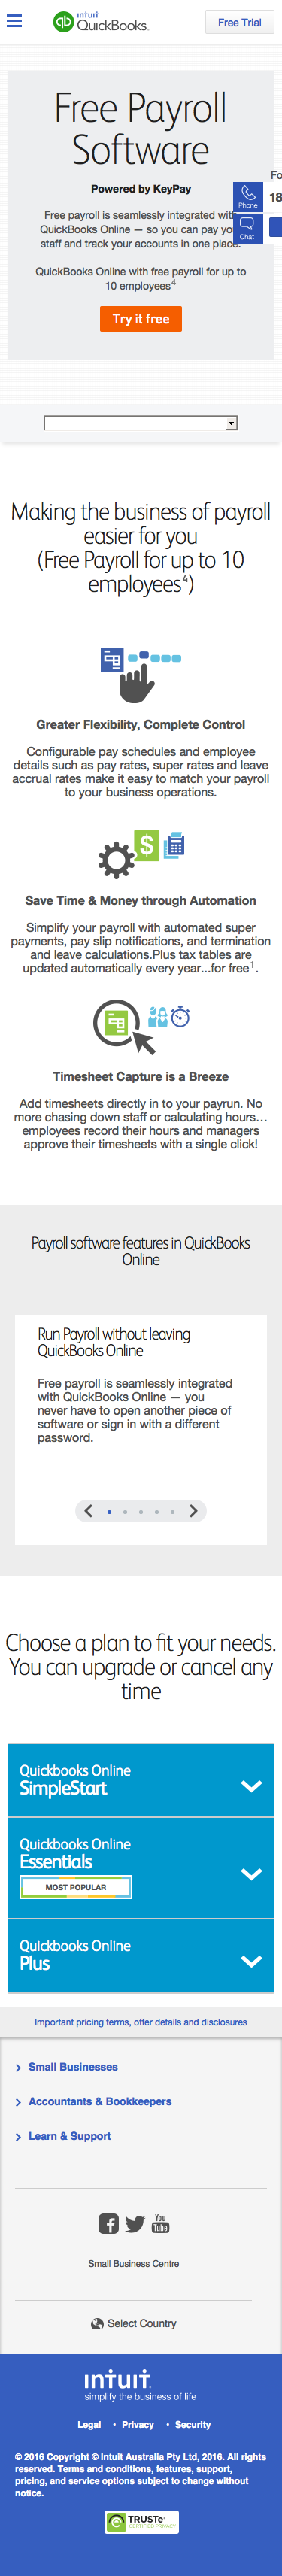 intuit
QuickBooks.
Free Trial
Free Payroll
Software
Powered by KeyPay
Free payroll is seamlessly integrated with
QuickBooks Online — so you can pay your
staff and track your accounts in one place.
Fo
18
Phone
Chat
QuickBooks Online with free payroll for up to
10 employees4
Try it free
Making the business of payroll
easier for you
(Free Payroll for up to 10
employees4)
Greater Flexibility, Complete Control
Configurable pay schedules and employee
details such as pay rates, super rates and leave
accrual rates make it easy to match your payroll
to your business operations.
Save Time & Money through Automation
Simplify your payroll with automated super
payments, pay slip notifications, and termination
and leave calculations.Plus tax tables are
updated automatically every year...for free1.
Timesheet Capture is a Breeze
Add timesheets directly in to your payrun. No
more chasing down staff or calculating hours…
employees record their hours and managers
approve their timesheets with a single click!
Payroll software features in QuickBooks
Online
Run Payroll without leaving
QuickBooks Online
Free payroll is seamlessly integrated
with QuickBooks Online — you
never have to open another piece of
software or sign in with a different
password.
Choose a plan to fit your needs.
You can upgrade or cancel any
time
Quickbooks Online
SimpleStart
Quickbooks Online
Essentials
MOST POPULAR
Quickbooks Online
Plus
Important pricing terms, offer details and disclosures
Small Businesses
Accountants & Bookkeepers
Learn & Support
You
Tube
Small Business Centre
Select Country
intuit.
simplify the business of life
Legal • Privacy • Security
© 2016 Copyright © Intuit Australia Pty Ltd, 2016. All rights
reserved. Terms and conditions, features, support,
pricing, and service options subject to change without
notice.
TRUSTe
CERTIFIED PRIVACY